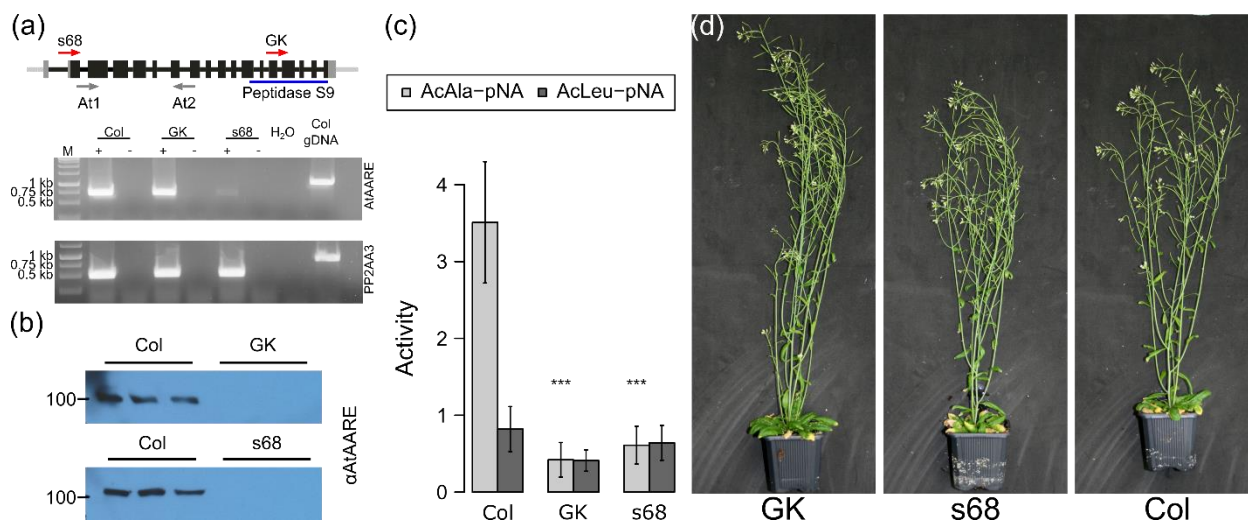 (a)
s68
GK
At1
At2
Peptidase S9
Col
GK
s68
H₂O
Col
gDNA
M
+
-
+
-
+
-
1 kb
0.75 kb
0.5 kb
AtAARE
1 kb
0.75 kb
0.5 kb
PP2AA3
(b)
Col
GK
100
Col
s68
100
αAtAARE
(c)
AcAla−pNA
AcLeu−pNA
Activity
4
3
2
1
0
***
***
Col
GK
s68
(d)
GK
s68
Col